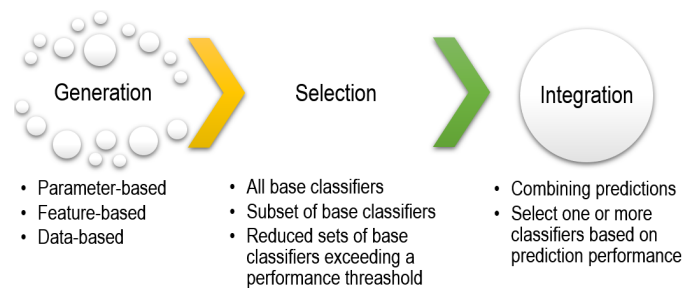 Generation
Selection
Integration
• Parameter-based
• Feature-based
• Data-based
• All base classifiers
• Subset of base classifiers
• Reduced sets of base
classifiers exceeding a
performance threashold
• Combining predictions
• Select one or more
classifiers based on
prediction performance